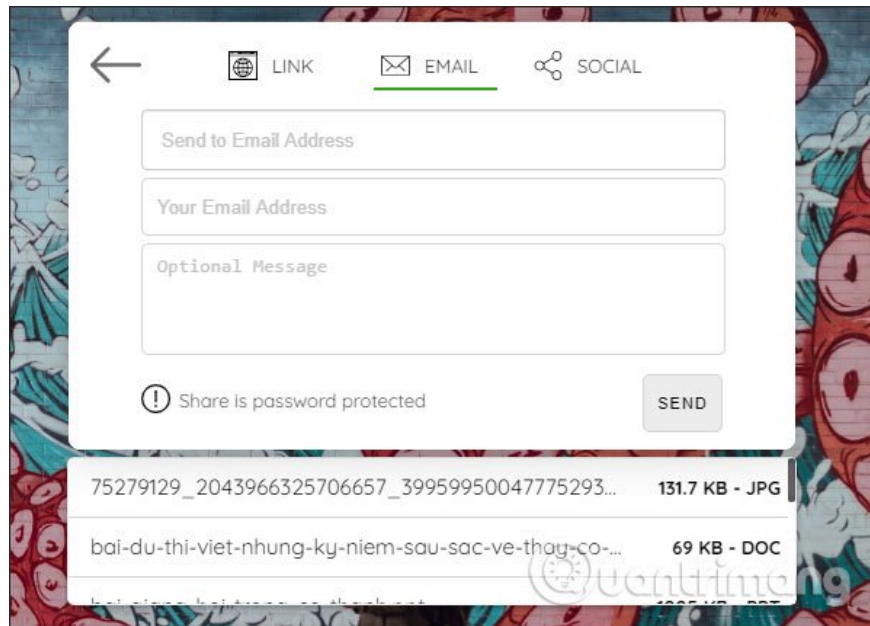 LINK EMAIL SOCIAL
Send to Email Address
Your Email Address
Optional Message
Share is password protected SEND
75279129_2043966325706657_39959950047775293... 131.7 KB - JPG
bai-du-thi-viet-nhung-ky-niem-sau-sac-ve-thay-co-... 69 KB - DOC
Quantrimang